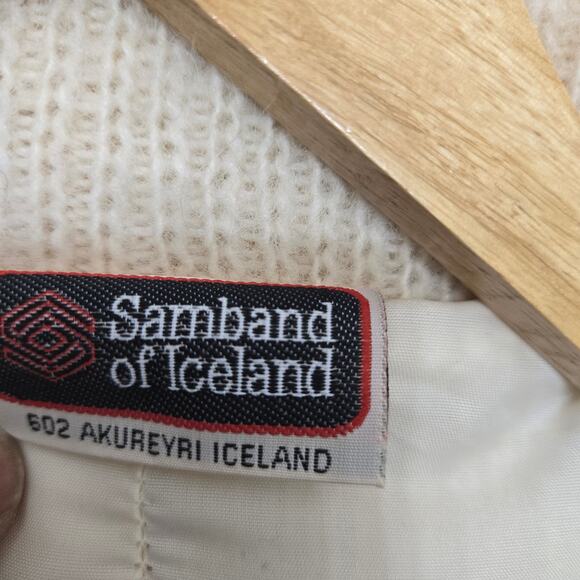 Samband
of Iceland
602 AKUREYRI ICELAND